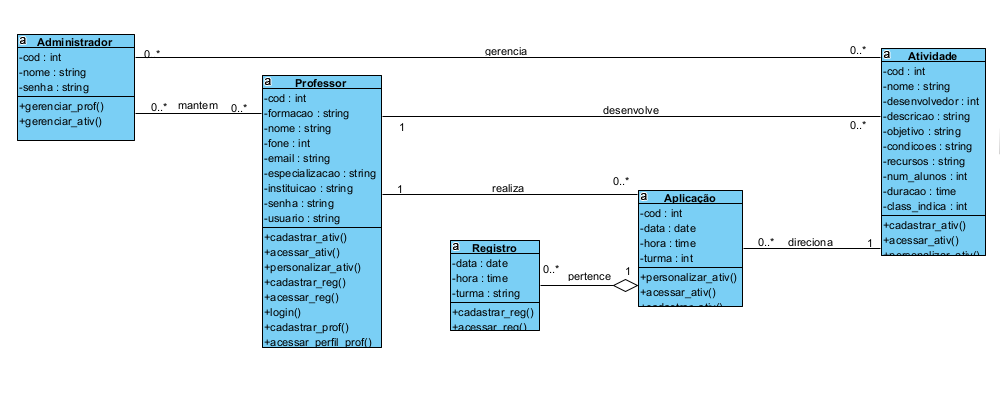 a Administrador
-cod : int
-nome : string
-senha : string
+gerenciar_prof()
+gerenciar_ativ()
0..*
gerencia
0..*
0..*
mantem
0..*
a Professor
-cod : int
-formacao : string
-nome : string
-fone : int
-email : string
-especializacao : string
-instituicao : string
-senha : string
-usuario : string
+cadastrar_ativ()
+acessar_ativ()
+personalizar_ativ()
+cadastrar_reg()
+acessar_reg()
+login()
+cadastrar_prof()
+acessar_perfil_prof()
1
desenvolve
0..*
1
realiza
0..*
a Registro
-data : date
-hora : time
-turma : string
+cadastrar_reg()
+acessar_reg()
0..*
pertence
1
a Aplicação
-cod : int
-data : date
-hora : time
-turma : int
+personalizar_ativ()
+acessar_ativ()
0..*
direciona
1
a Atividade
-cod : int
-nome : string
-desenvolvedor : int
-descricao : string
-objetivo : string
-condicoes : string
-recursos : string
-num_alunos : int
-duracao : time
-class_indica : int
+cadastrar_ativ()
+acessar_ativ()